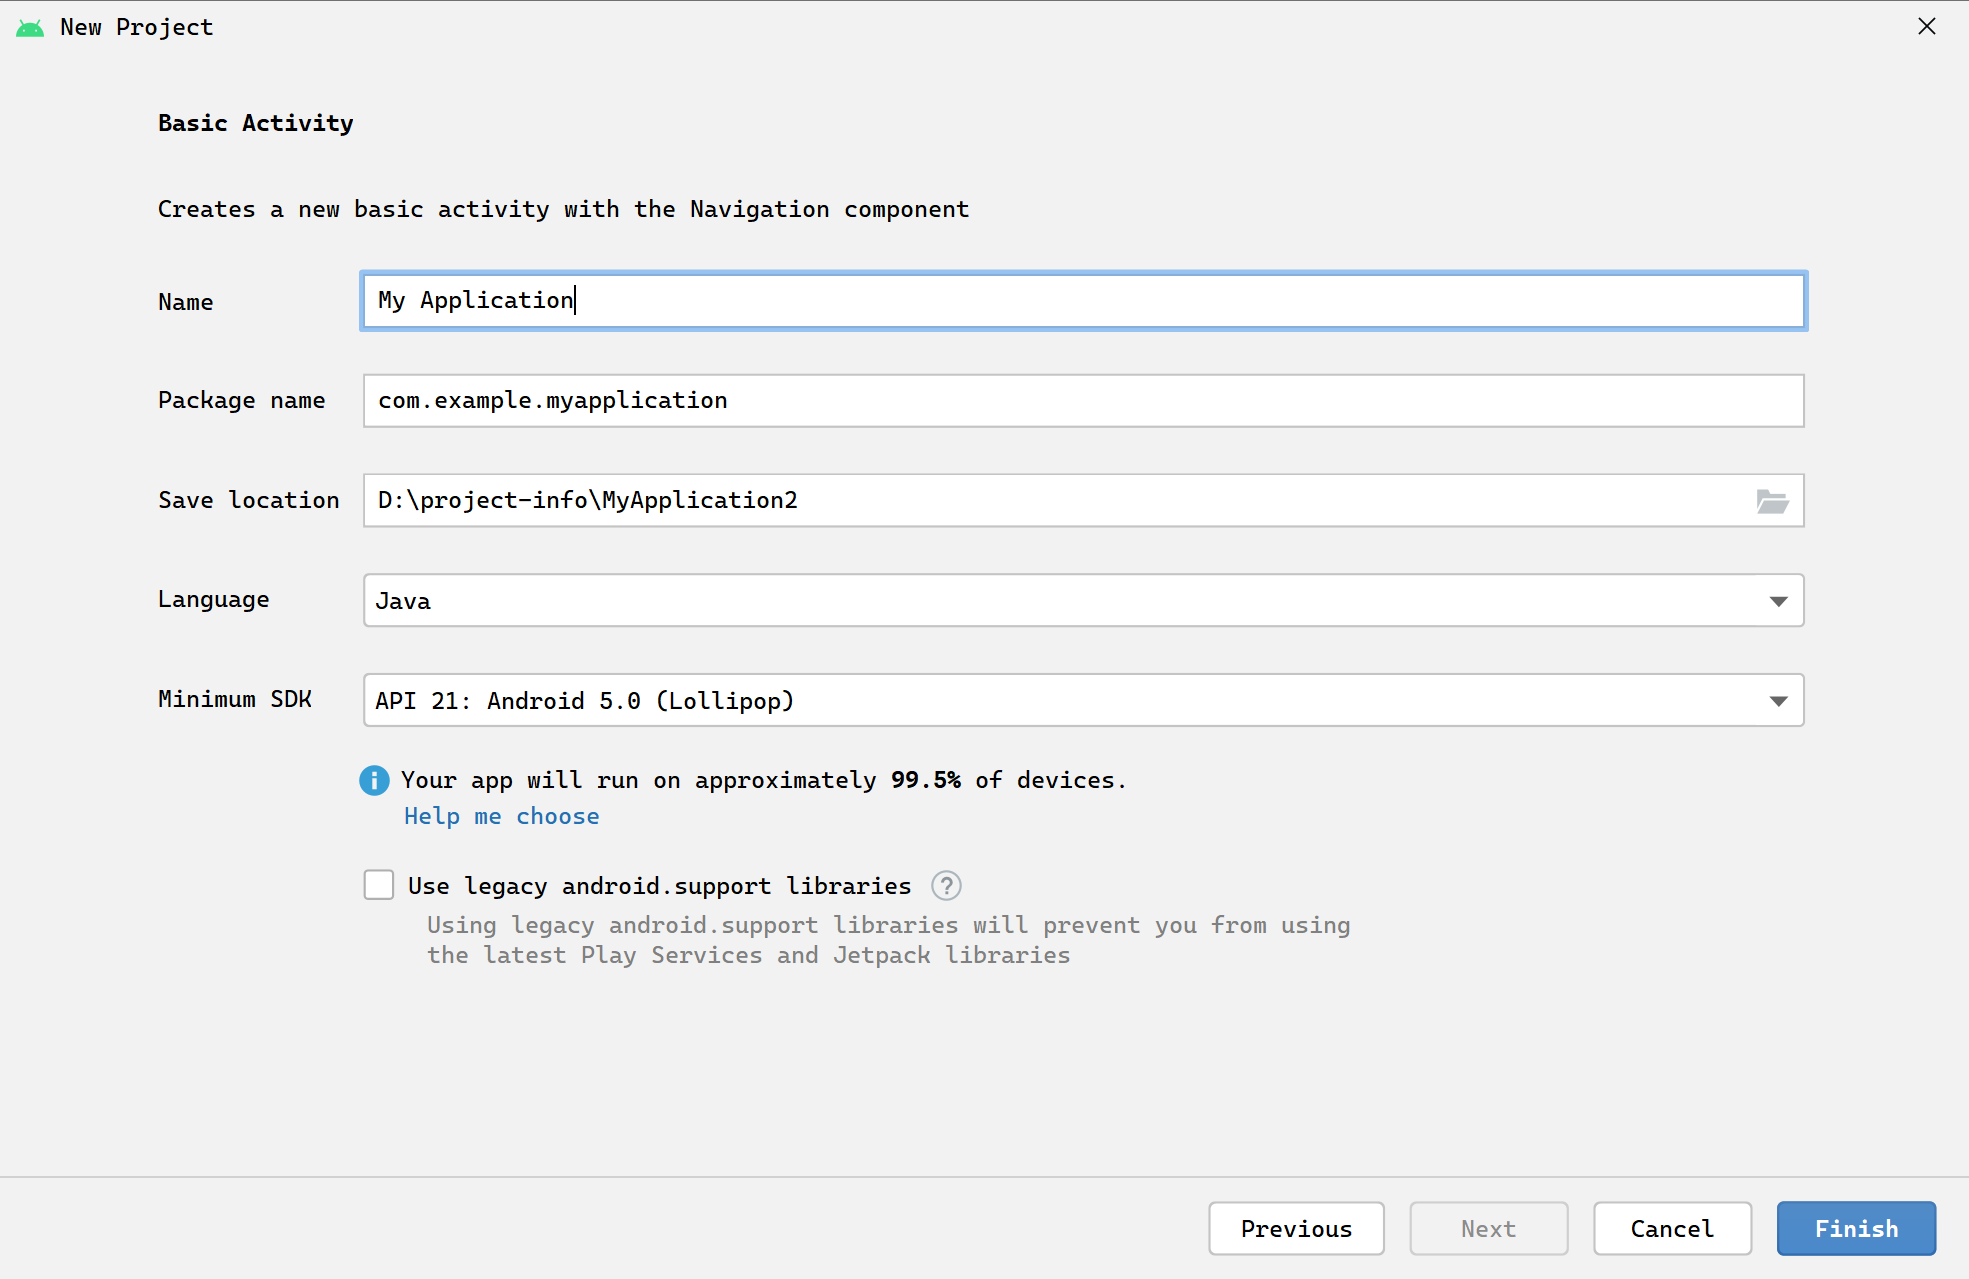 New Project
Basic Activity
Creates a new basic activity with the Navigation component
Name
My Application
Package name
com.example.myapplication
Save location
D:\project-info\MyApplication2
Language
Java
Minimum SDK
API 21: Android 5.0 (Lollipop)
Your app will run on approximately 99.5% of devices.
Help me choose
Use legacy android.support libraries ?
Using legacy android.support libraries will prevent you from using
the latest Play Services and Jetpack libraries
Previous
Next
Cancel
Finish